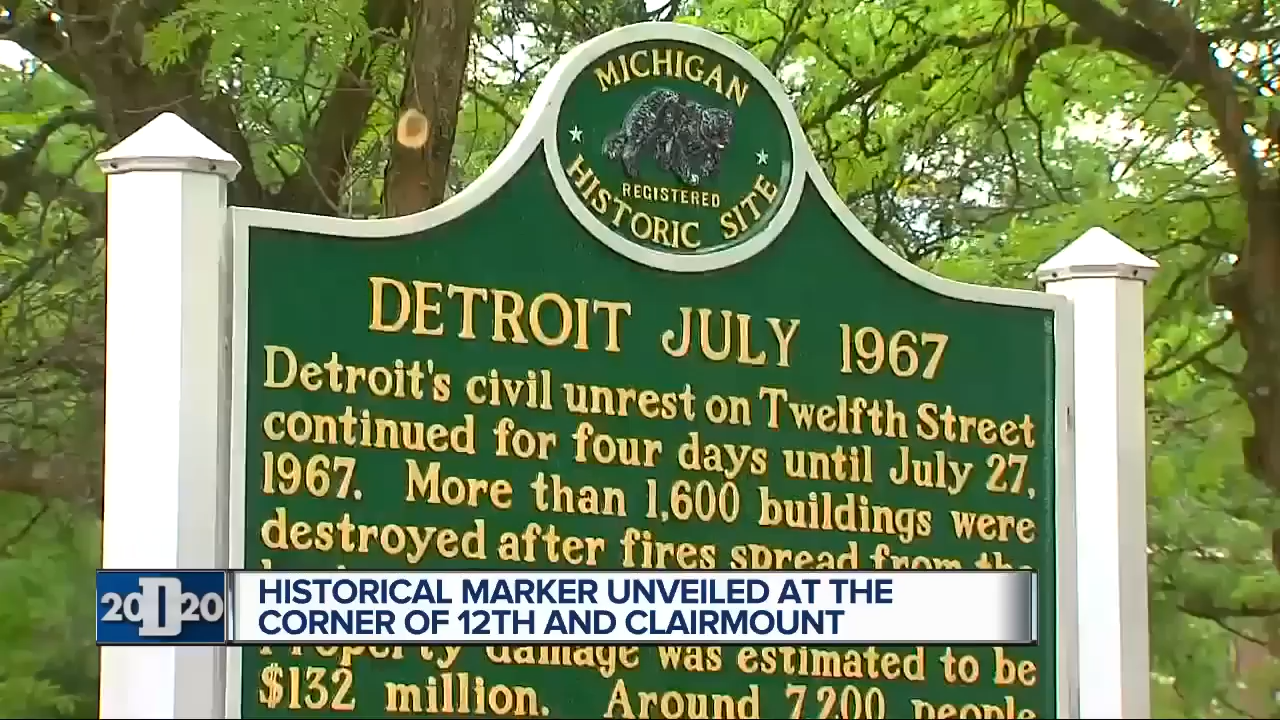 MICHIGAN
REGISTERED
HISTORIC SITE
DETROIT JULY 1967
Detroit's civil unrest on Twelfth Street
continued for four days until July 27,
1967. More than 1,600 buildings were
destroyed after fires spread from the
20 D 20
HISTORICAL MARKER UNVEILED AT THE
CORNER OF 12TH AND CLAIRMOUNT
Property damage was estimated to be
$132 million. Around 7,200 people